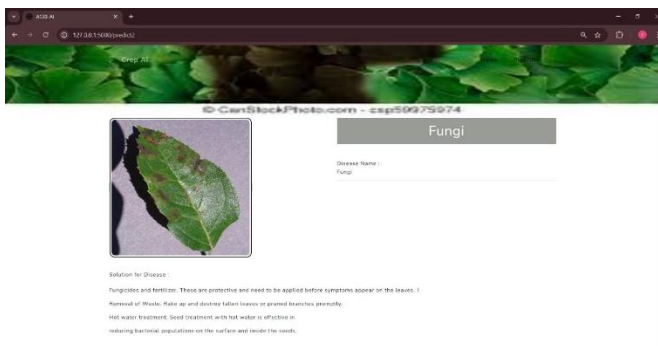 127.0.0.1:5000/predict2
Crop AI
© CanStockPhoto.com - csp59975974
Fungi
Disease Name :
Fungi
Solution for Disease :
Fungicides and fertilizer: These are protective and need to be applied before symptoms appear on the leaves. I
Removal of Waste: Rake up and destroy fallen leaves or pruned branches promptly.
Hot water treatment: Seed treatment with hot water is effective in
reducing bacterial populations on the surface and inside the seeds.